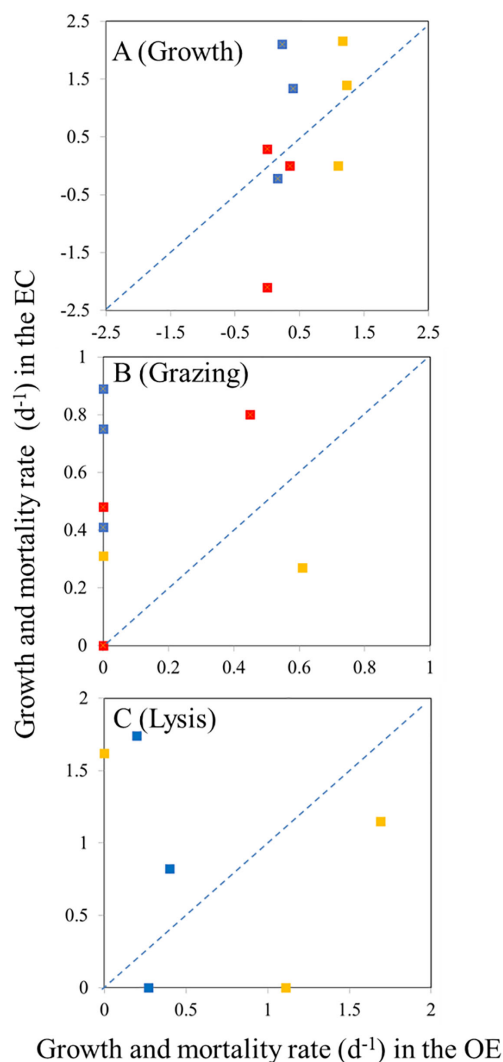 Growth and mortality rate (d-1) in the EC
A (Growth)
2.5
1.5
0.5
-0.5
-1.5
-2.5
-2.5 -1.5 -0.5 0.5 1.5 2.5
B (Grazing)
1
0.8
0.6
0.4
0.2
0
0 0.2 0.4 0.6 0.8 1
C (Lysis)
2
1.5
1
0.5
0
0 0.5 1 1.5 2
Growth and mortality rate (d-1) in the OE